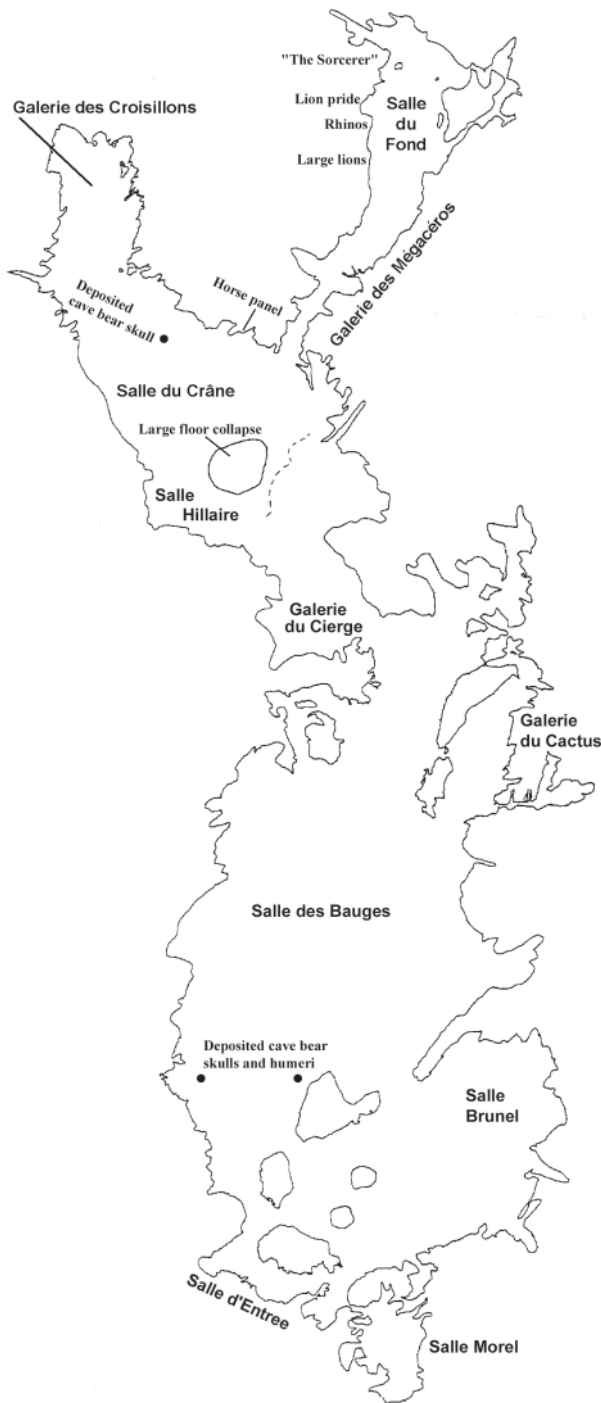 "The Sorcerer"
Galerie des Croisillons
Lion pride
Salle
du
Fond
Rhinos
Large lions
Galerie des Mégacéros
Horse panel
Deposited
cave bear skull
Salle du Crâne
Large floor collapse
Salle
Hillaire
Galerie
du Cierge
Galerie
du Cactus
Salle des Bauges
Deposited cave bear
skulls and humeri
Salle
Brunel
Salle d'Entree
Salle Morel